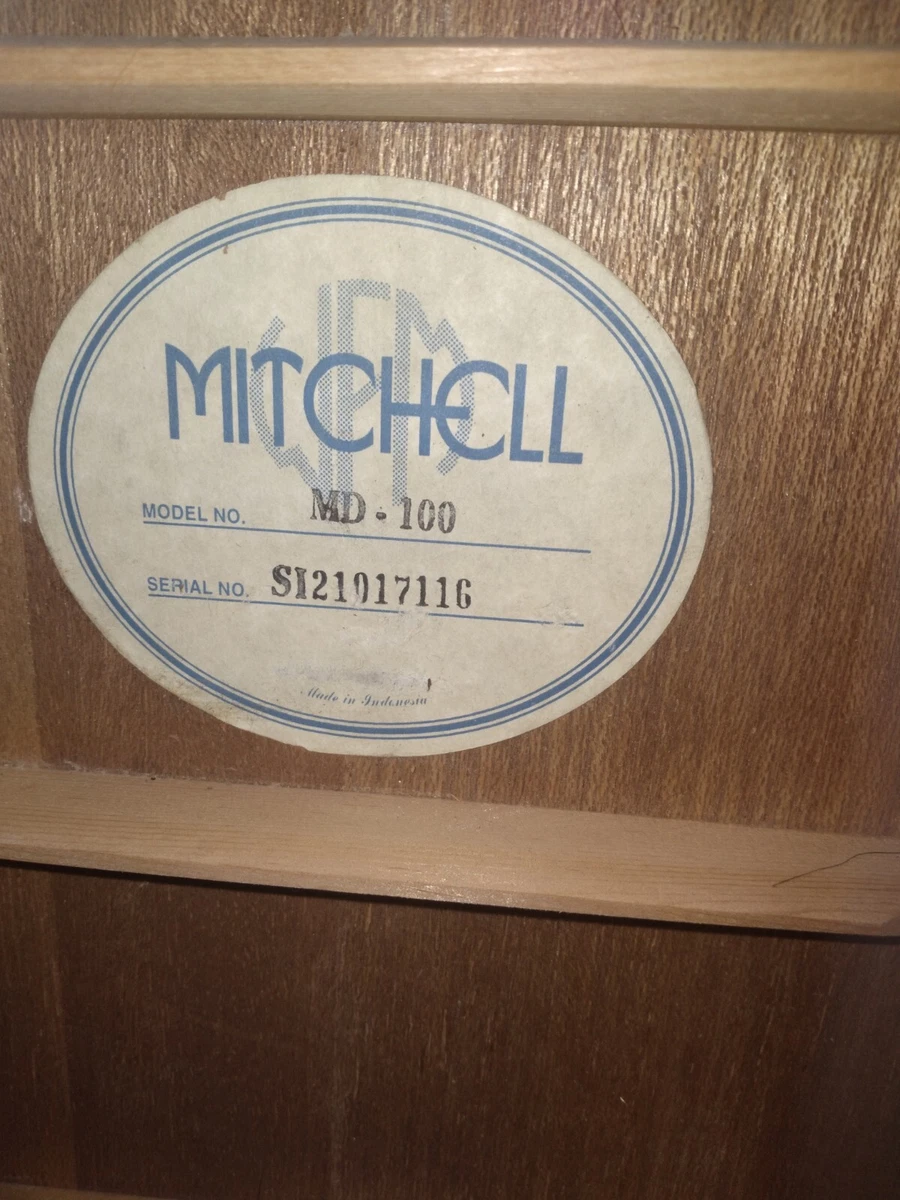 MITCHELL
MODEL NO. MD-100
SERIAL NO. SI21017116
Made in Indonesia